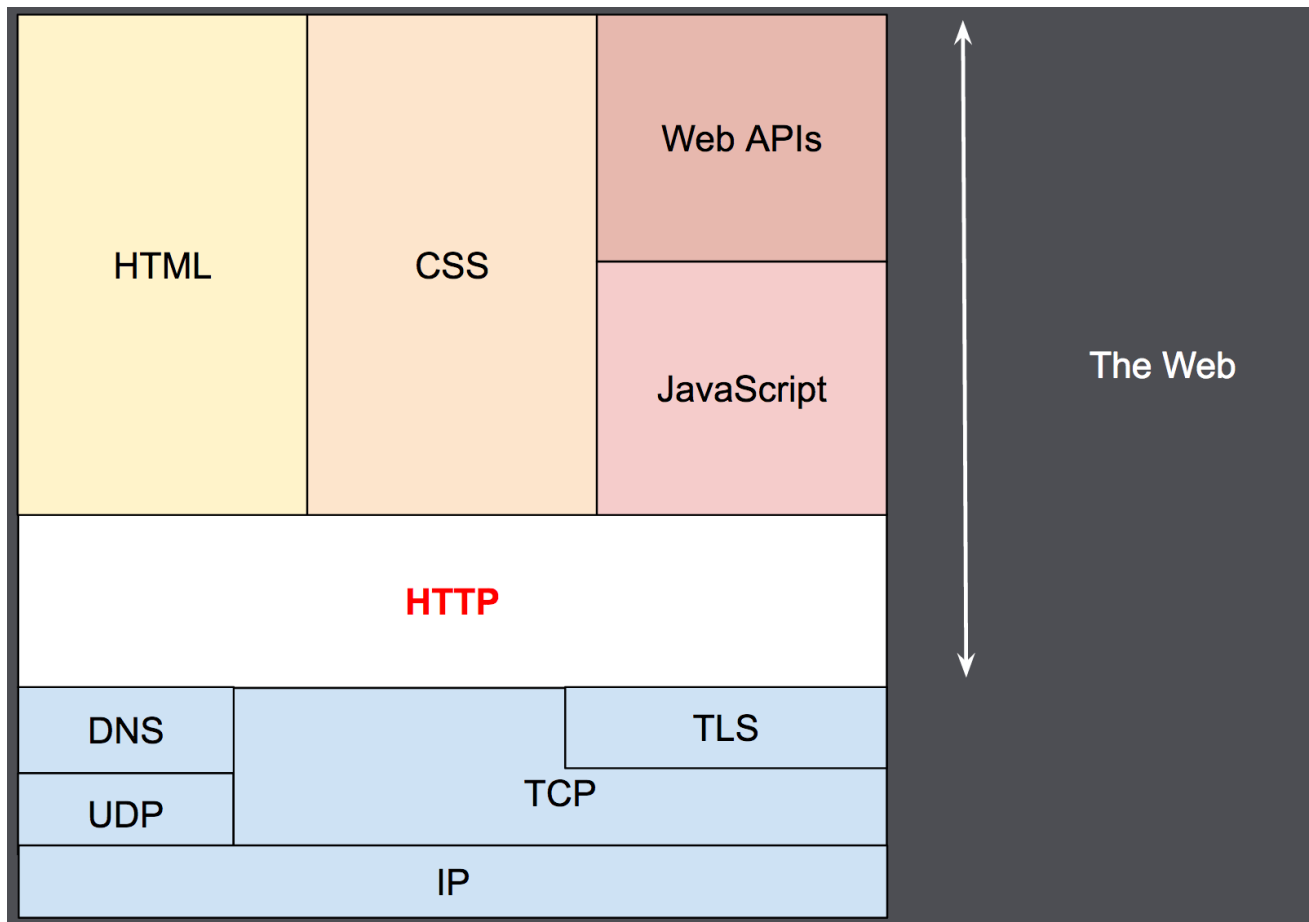 Web APIs
HTML
CSS
The Web
JavaScript
HTTP
DNS
TLS
TCP
UDP
IP